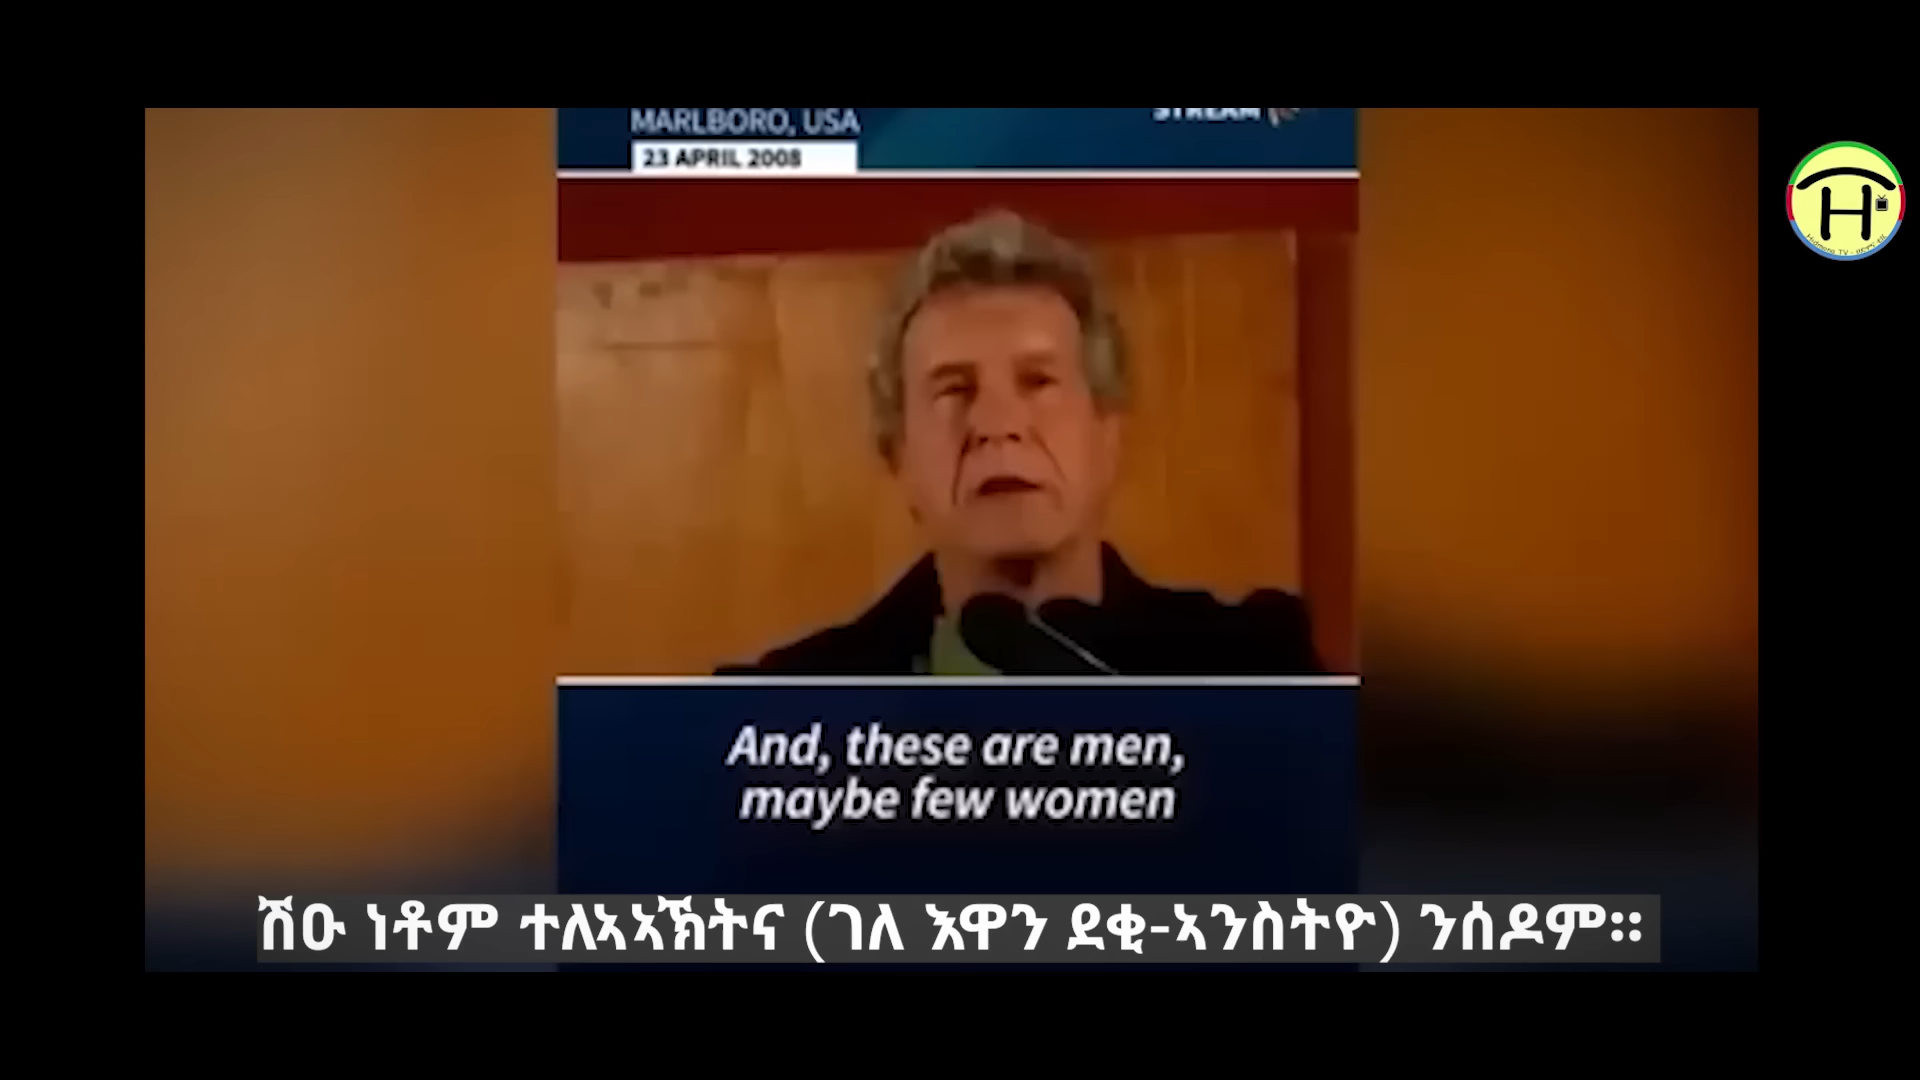 MARLBORO, USA
STREAM
23 APRIL 2008
H
And, these are men,
maybe few women
ሽዑ ነቶም ተለኣኣኽትና (ገለ እዋን ደቂ-ኣንስትዮ) ንሰዶም።